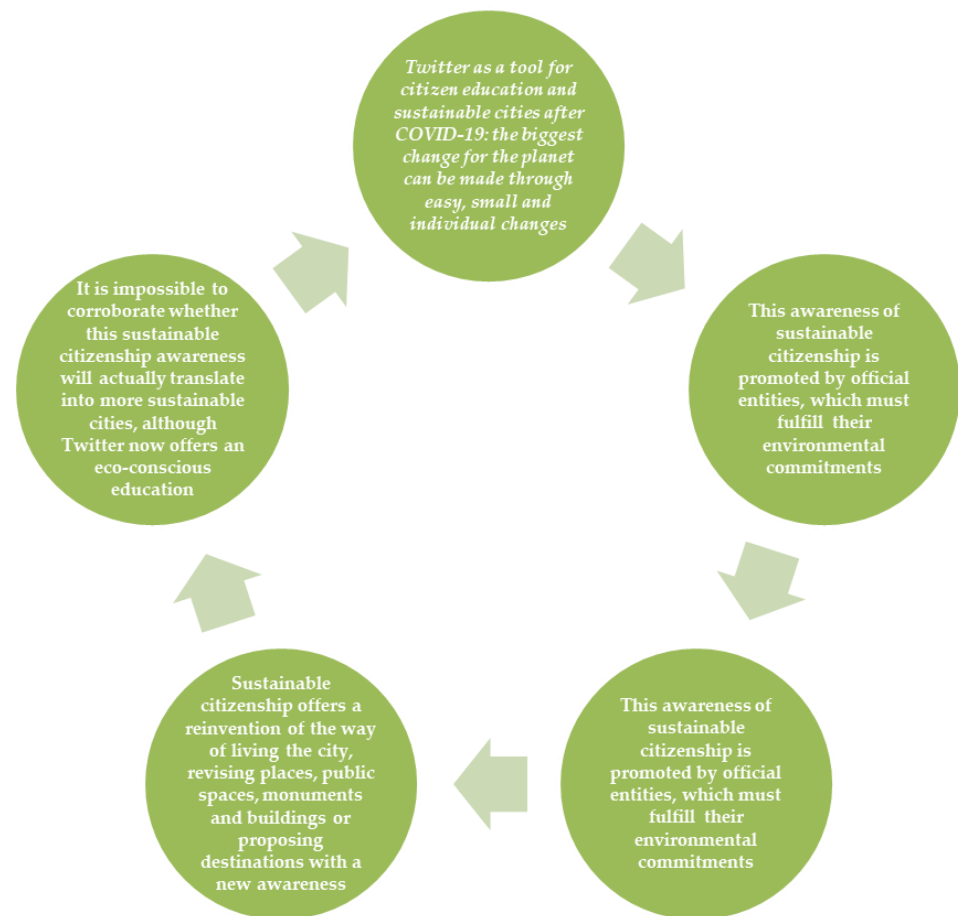 Twitter as a tool for
citizen education and
sustainable cities after
COVID-19: the biggest
change for the planet
can be made through
easy, small and
individual changes
This awareness of
sustainable
citizenship is
promoted by official
entities, which must
fulfill their
environmental
commitments
This awareness of
sustainable
citizenship is
promoted by official
entities, which must
fulfill their
environmental
commitments
Sustainable
citizenship offers a
reinvention of the way
of living the city,
revising places, public
spaces, monuments
and buildings or
proposing
destinations with a
new awareness
It is impossible to
corroborate whether
this sustainable
citizenship awareness
will actually translate
into more sustainable
cities, although
Twitter now offers an
eco-conscious
education